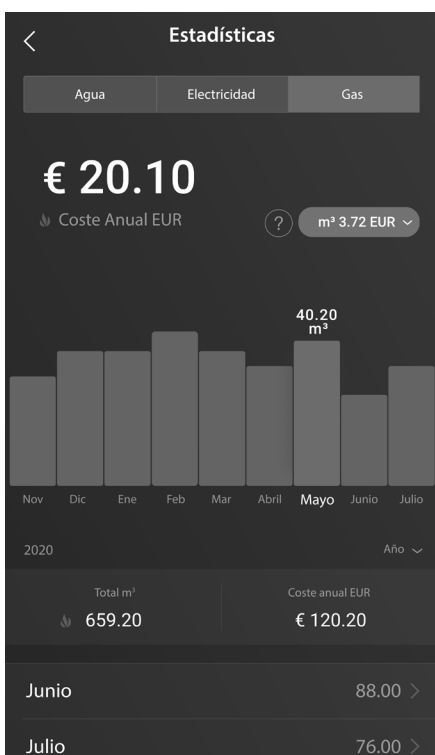 Estadísticas
Agua Electricidad Gas
€ 20.10
Coste Anual EUR ? m³ 3.72 EUR
40.20
m³
Nov Dic Ene Feb Mar Abril Mayo Junio Julio
2020 Año
Total m³ Coste anual EUR
659.20 € 120.20
Junio 88.00
Julio 76.00